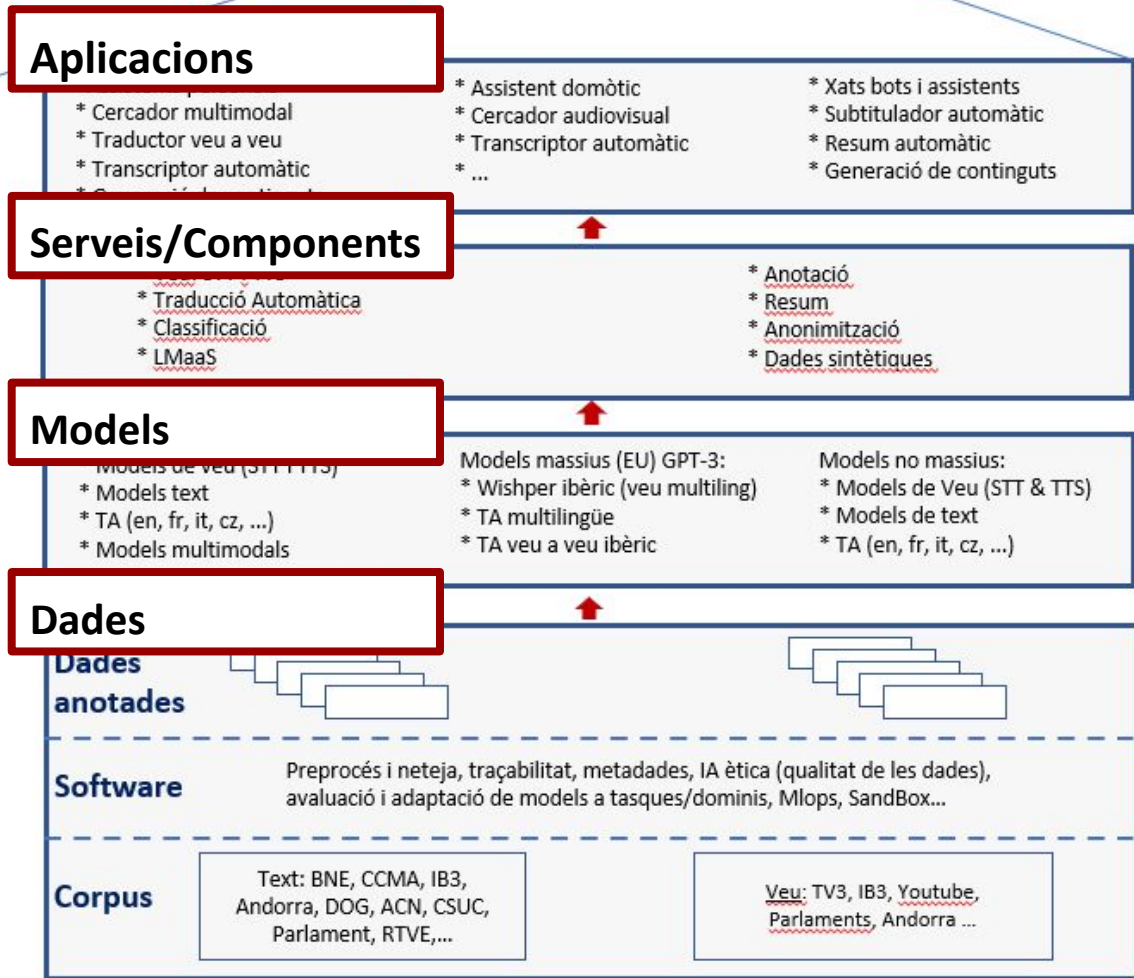 Aplicacions
* Cercador multimodal
* Traductor veu a veu
* Transcriptor automàtic
* Assistent domòtic
* Cercador audiovisual
* Transcriptor automàtic
* ...
* Xats bots i assistents
* Subtitulador automàtic
* Resum automàtic
* Generació de continguts
Serveis/Components
* Traducció Automàtica
* Classificació
* LMaaS
* Anotació
* Resum
* Anonimització
* Dades sintètiques
Models
Models de veu (STT i TTS)
* Models text
* TA (en, fr, it, cz, ...)
* Models multimodals
Models massius (EU) GPT-3:
* Wishper ibèric (veu multiling)
* TA multilingüe
* TA veu a veu ibèric
Models no massius:
* Models de Veu (STT & TTS)
* Models de text
* TA (en, fr, it, cz, ...)
Dades
Dades
anotades
Software
Preprocés i neteja, traçabilitat, metadades, IA ètica (qualitat de les dades),
avaluació i adaptació de models a tasques/dominis, Mlops, SandBox...
Corpus
Text: BNE, CCMA, IB3,
Andorra, DOG, ACN, CSUC,
Parlament, RTVE,...
Veu: TV3, IB3, Youtube,
Parlaments, Andorra ...